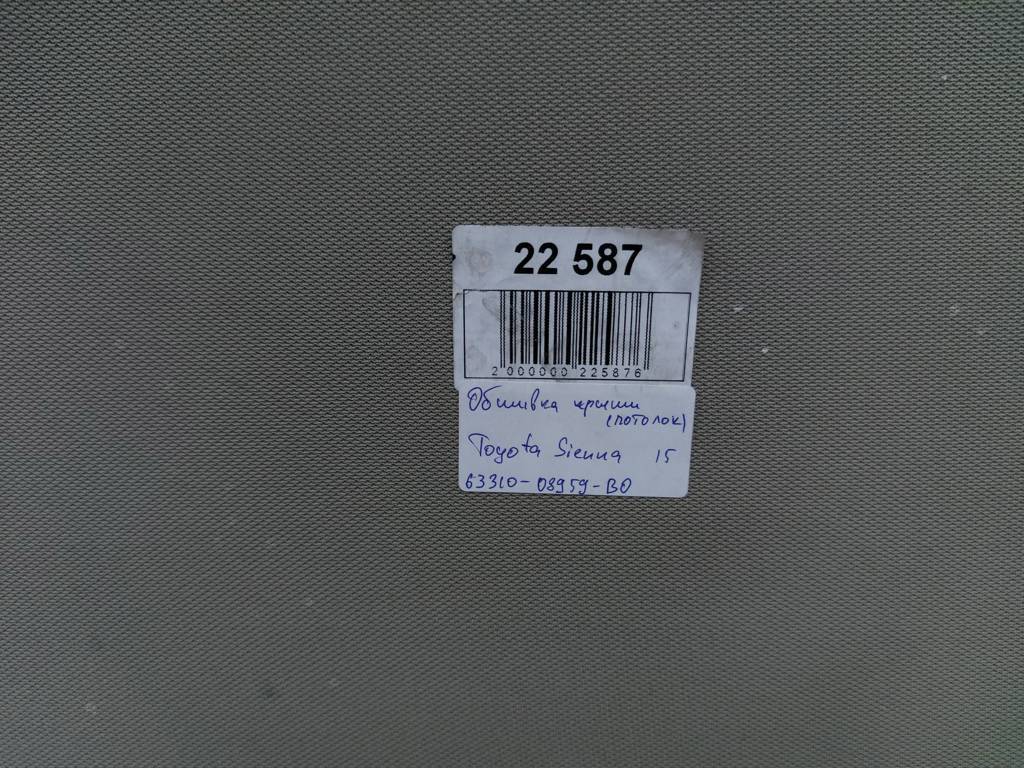 22 587
2 000000 225876
Обшивка крыши
(потолок)
Toyota Sienna 15
63310-08959-B0